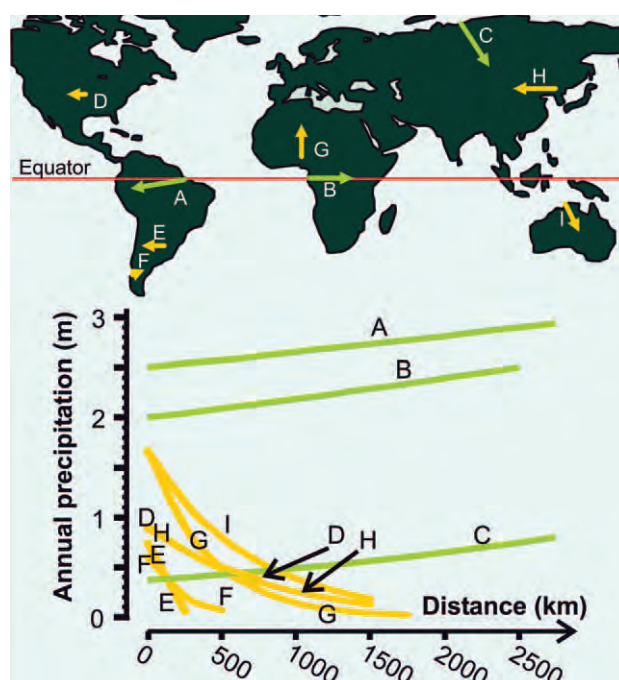 C
H
D
G
Equator
B
A
I
E
F
Annual precipitation (m)
3
2
1
0
A
B
C
D
H
I
G
D
H
F
E
E
F
G
Distance (km)
0
500
1000
1500
2000
2500